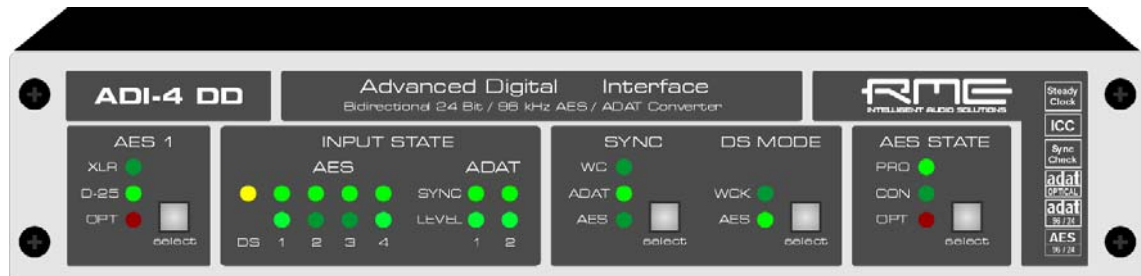 ADI-4 DD
Advanced Digital Interface
Bidirectional 24 Bit / 96 kHz AES / ADAT Converter
RME
INTELLIGENT AUDIO SOLUTIONS
AES 1
XLR
D-25
OPT
select
INPUT STATE
AES
ADAT
SYNC
LEVEL
DS 1 2 3 4 1 2
SYNC
WC
ADAT
AES
select
DS MODE
WCK
AES
select
AES STATE
PRO
CON
OPT
select
Steady
Clock
ICC
Sync
Check
adat
OPTICAL
adat
96 / 24
AES
96 / 24